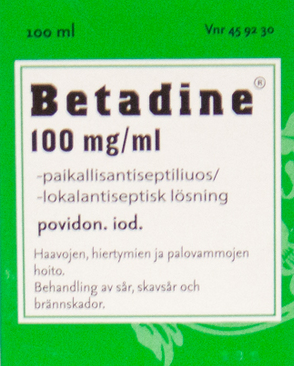 100 ml Vnr 45 92 30
Betadine®
100 mg/ml
-paikallisantiseptiliuos/
-lokalantiseptisk lösning
povidon. iod.
Haavojen, hiertymien ja palovammojen
hoito.
Behandling av sår, skavsår och
brännskador.